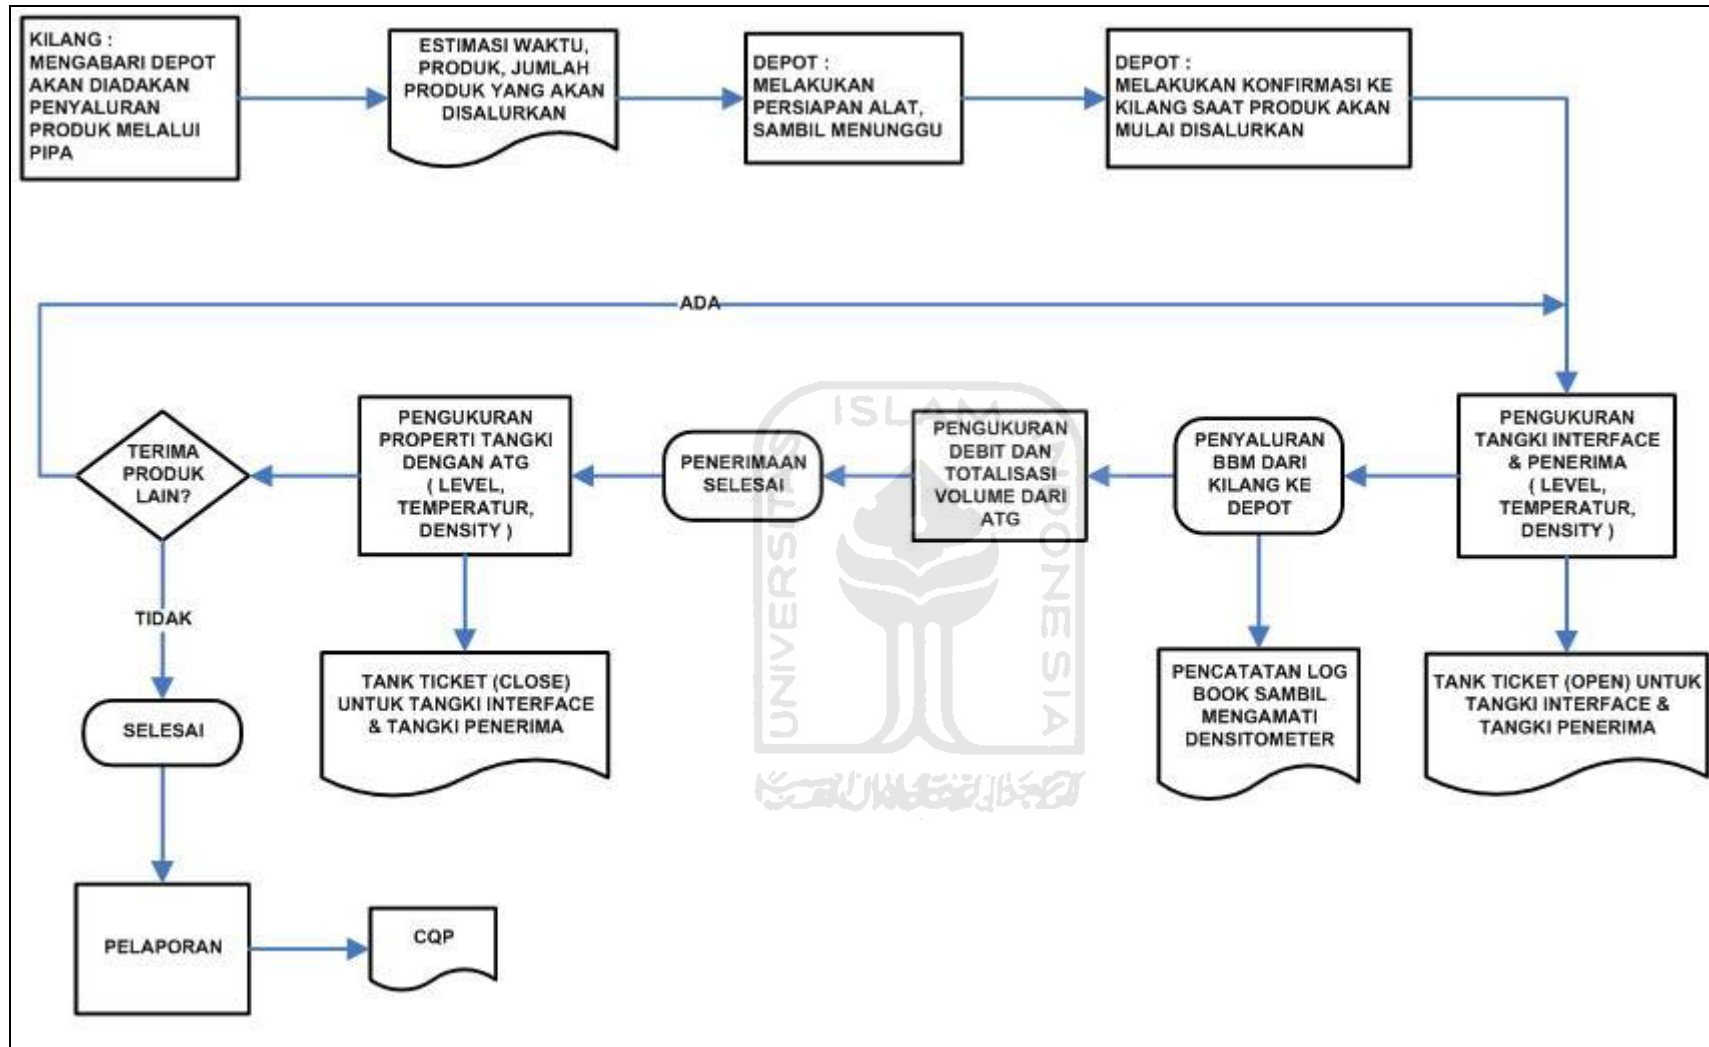 KILANG :
MENGABARI DEPOT
AKAN DIADAKAN
PENYALURAN
PRODUK MELALUI
PIPA
ESTIMASI WAKTU,
PRODUK, JUMLAH
PRODUK YANG AKAN
DISALURKAN
DEPOT :
MELAKUKAN
PERSIAPAN ALAT,
SAMBIL MENUNGGU
DEPOT :
MELAKUKAN KONFIRMASI KE
KILANG SAAT PRODUK AKAN
MULAI DISALURKAN
ADA
PENGUKURAN
TANGKI INTERFACE
& PENERIMA
( LEVEL,
TEMPERATUR,
DENSITY )
PENYALURAN
BBM DARI
KILANG KE
DEPOT
PENGUKURAN
DEBIT DAN
TOTALISASI
VOLUME DARI
ATG
PENERIMAAN
SELESAI
PENGUKURAN
PROPERTI TANGKI
DENGAN ATG
( LEVEL,
TEMPERATUR,
DENSITY )
TERIMA
PRODUK
LAIN?
TIDAK
TANK TICKET (OPEN) UNTUK
TANGKI INTERFACE &
TANGKI PENERIMA
PENCATATAN LOG
BOOK SAMBIL
MENGAMATI
DENSITOMETER
TANK TICKET (CLOSE)
UNTUK TANGKI INTERFACE
& TANGKI PENERIMA
SELESAI
PELAPORAN
CQP
UNIVERSITAS
ISLAM
INDONESIA